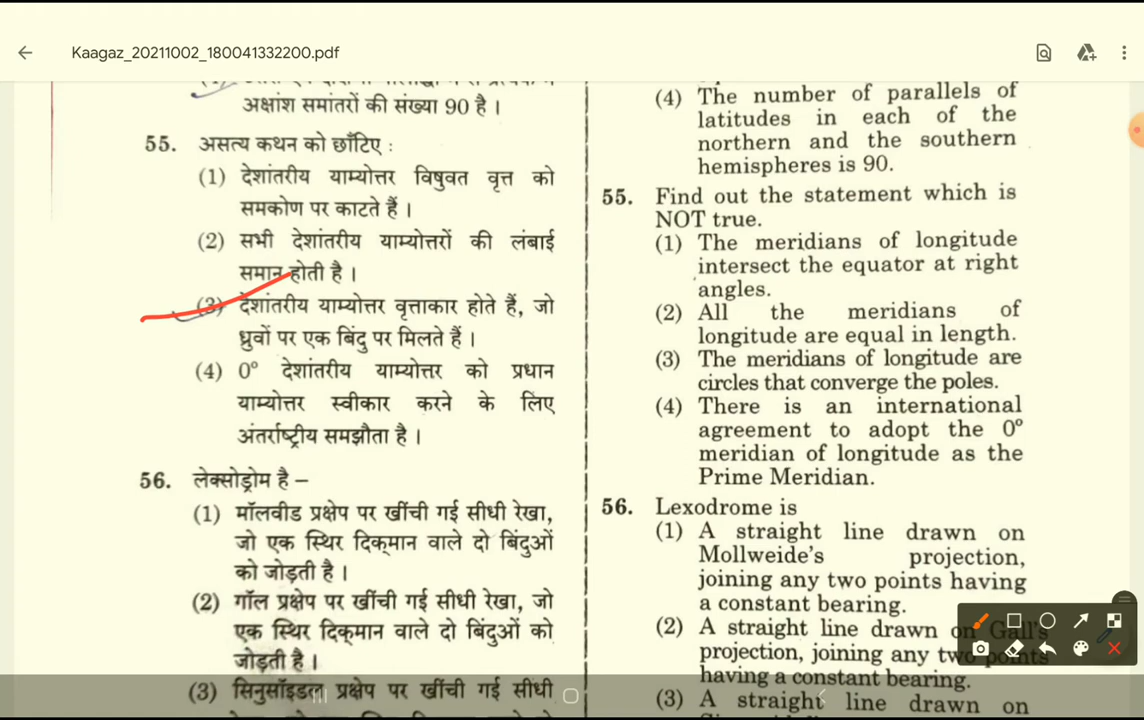 Kaagaz_20211002_180041332200.pdf
अक्षांश समांतरों की संख्या 90 है ।
55. असत्य कथन को छाँटिए :
(1) देशांतरीय याम्योत्तर विषुवत वृत्त को
समकोण पर काटते हैं ।
(2) सभी देशांतरीय याम्योत्तरों की लंबाई
समान होती है ।
(3) देशांतरीय याम्योत्तर वृत्ताकार होते हैं, जो
ध्रुवों पर एक बिंदु पर मिलते हैं ।
(4) 0° देशांतरीय याम्योत्तर को प्रधान
याम्योत्तर स्वीकार करने के लिए
अंतर्राष्ट्रीय समझौता है ।
56. लेक्सोड्रोम है –
(1) मॉलवीड प्रक्षेप पर खींची गई सीधी रेखा,
जो एक स्थिर दिक्‌मान वाले दो बिंदुओं
को जोड़ती है ।
(2) गॉल प्रक्षेप पर खींची गई सीधी रेखा, जो
एक स्थिर दिक्‌मान वाले दो बिंदुओं को
जोड़ती है ।
(3) सिनुसॉइडल प्रक्षेप पर खींची गई सीधी
(4) The number of parallels of
latitudes in each of the
northern and the southern
hemispheres is 90.
55. Find out the statement which is
NOT true.
(1) The meridians of longitude
intersect the equator at right
angles.
(2) All the meridians of
longitude are equal in length.
(3) The meridians of longitude are
circles that converge the poles.
(4) There is an international
agreement to adopt the 0°
meridian of longitude as the
Prime Meridian.
56. Lexodrome is
(1) A straight line drawn on
Mollweide's projection,
joining any two points having
a constant bearing.
(2) A straight line drawn on Gall's
projection, joining any two points
having a constant bearing.
(3) A straight line drawn on